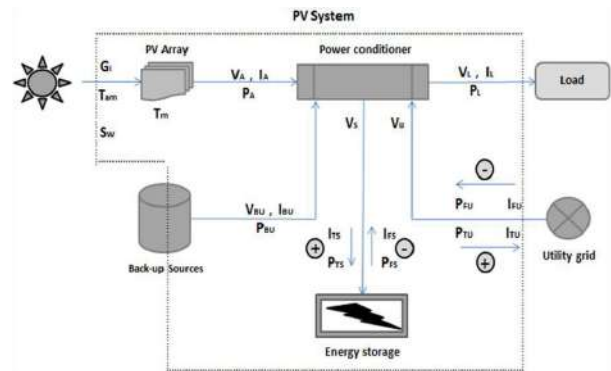 PV System
PV Array
Power conditioner
Gᵢ
Tₐₘ
Sw
Tm
VA , IA
PA
VL , IL
PL
Load
VS
VU
VBU , IBU
PBU
Back-up Sources
ITS
PTS
+
IFS
PFS
-
-
PFU IFU
PTU ITU
+
Utility grid
Energy storage